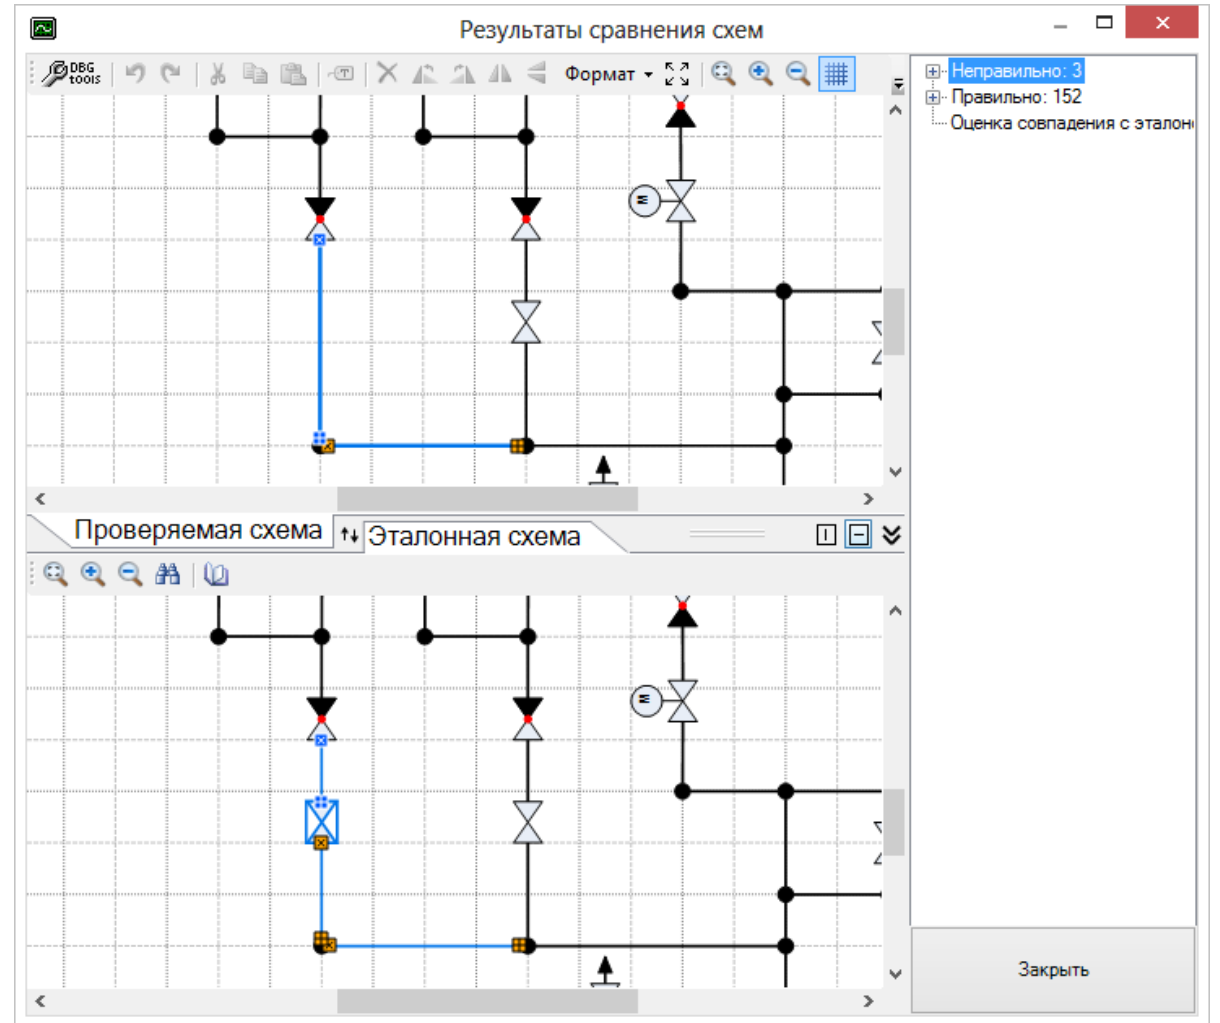 Результаты сравнения схем
DBG
tools
Формат
Неправильно: 3
Правильно: 152
Оценка совпадения с эталон
M
Проверяемая схема
Эталонная схема
M
Закрыть